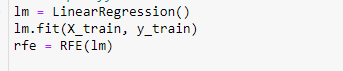 lm = LinearRegression()
lm.fit(X_train, y_train)
rfe = RFE(lm)